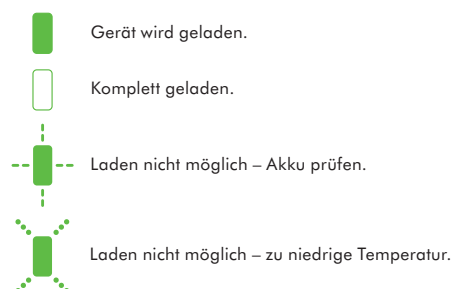 Gerät wird geladen.
Komplett geladen.
Laden nicht möglich – Akku prüfen.
Laden nicht möglich – zu niedrige Temperatur.